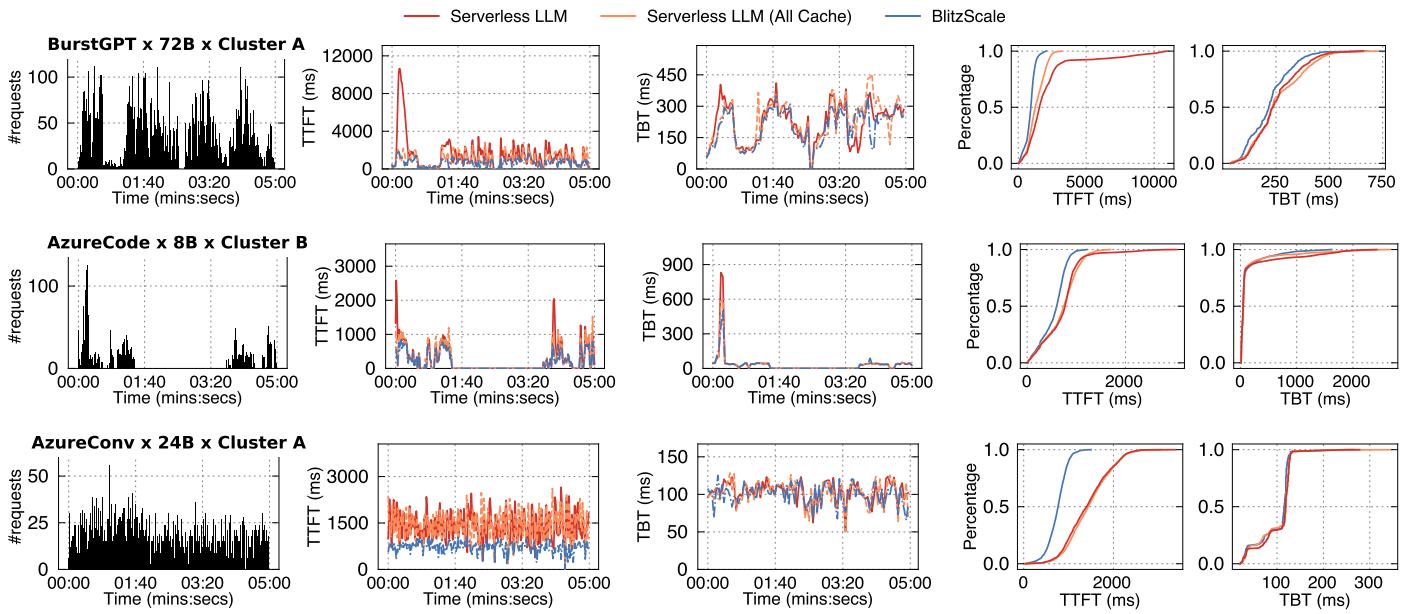 Serverless LLM Serverless LLM (All Cache) BlitzScale
BurstGPT x 72B x Cluster A
#requests
100
50
0
00:00 01:40 03:20 05:00
Time (mins:secs)
TTFT (ms)
12000
8000
4000
0
00:00 01:40 03:20 05:00
Time (mins:secs)
TBT (ms)
450
300
150
0
00:00 01:40 03:20 05:00
Time (mins:secs)
Percentage
1.0
0.5
0.0
0 5000 10000
TTFT (ms)
1.0
0.5
0.0
250 500 750
TBT (ms)
AzureCode x 8B x Cluster B
#requests
100
0
00:00 01:40 03:20 05:00
Time (mins:secs)
TTFT (ms)
3000
2000
1000
0
00:00 01:40 03:20 05:00
Time (mins:secs)
TBT (ms)
900
600
300
0
00:00 01:40 03:20 05:00
Time (mins:secs)
Percentage
1.0
0.5
0.0
0 2000
TTFT (ms)
1.0
0.5
0.0
0 1000 2000
TBT (ms)
AzureConv x 24B x Cluster A
#requests
50
25
0
00:00 01:40 03:20 05:00
Time (mins:secs)
TTFT (ms)
3000
1500
0
00:00 01:40 03:20 05:00
Time (mins:secs)
TBT (ms)
150
100
50
0
00:00 01:40 03:20 05:00
Time (mins:secs)
Percentage
1.0
0.5
0.0
0 2000
TTFT (ms)
1.0
0.5
0.0
100 200 300
TBT (ms)